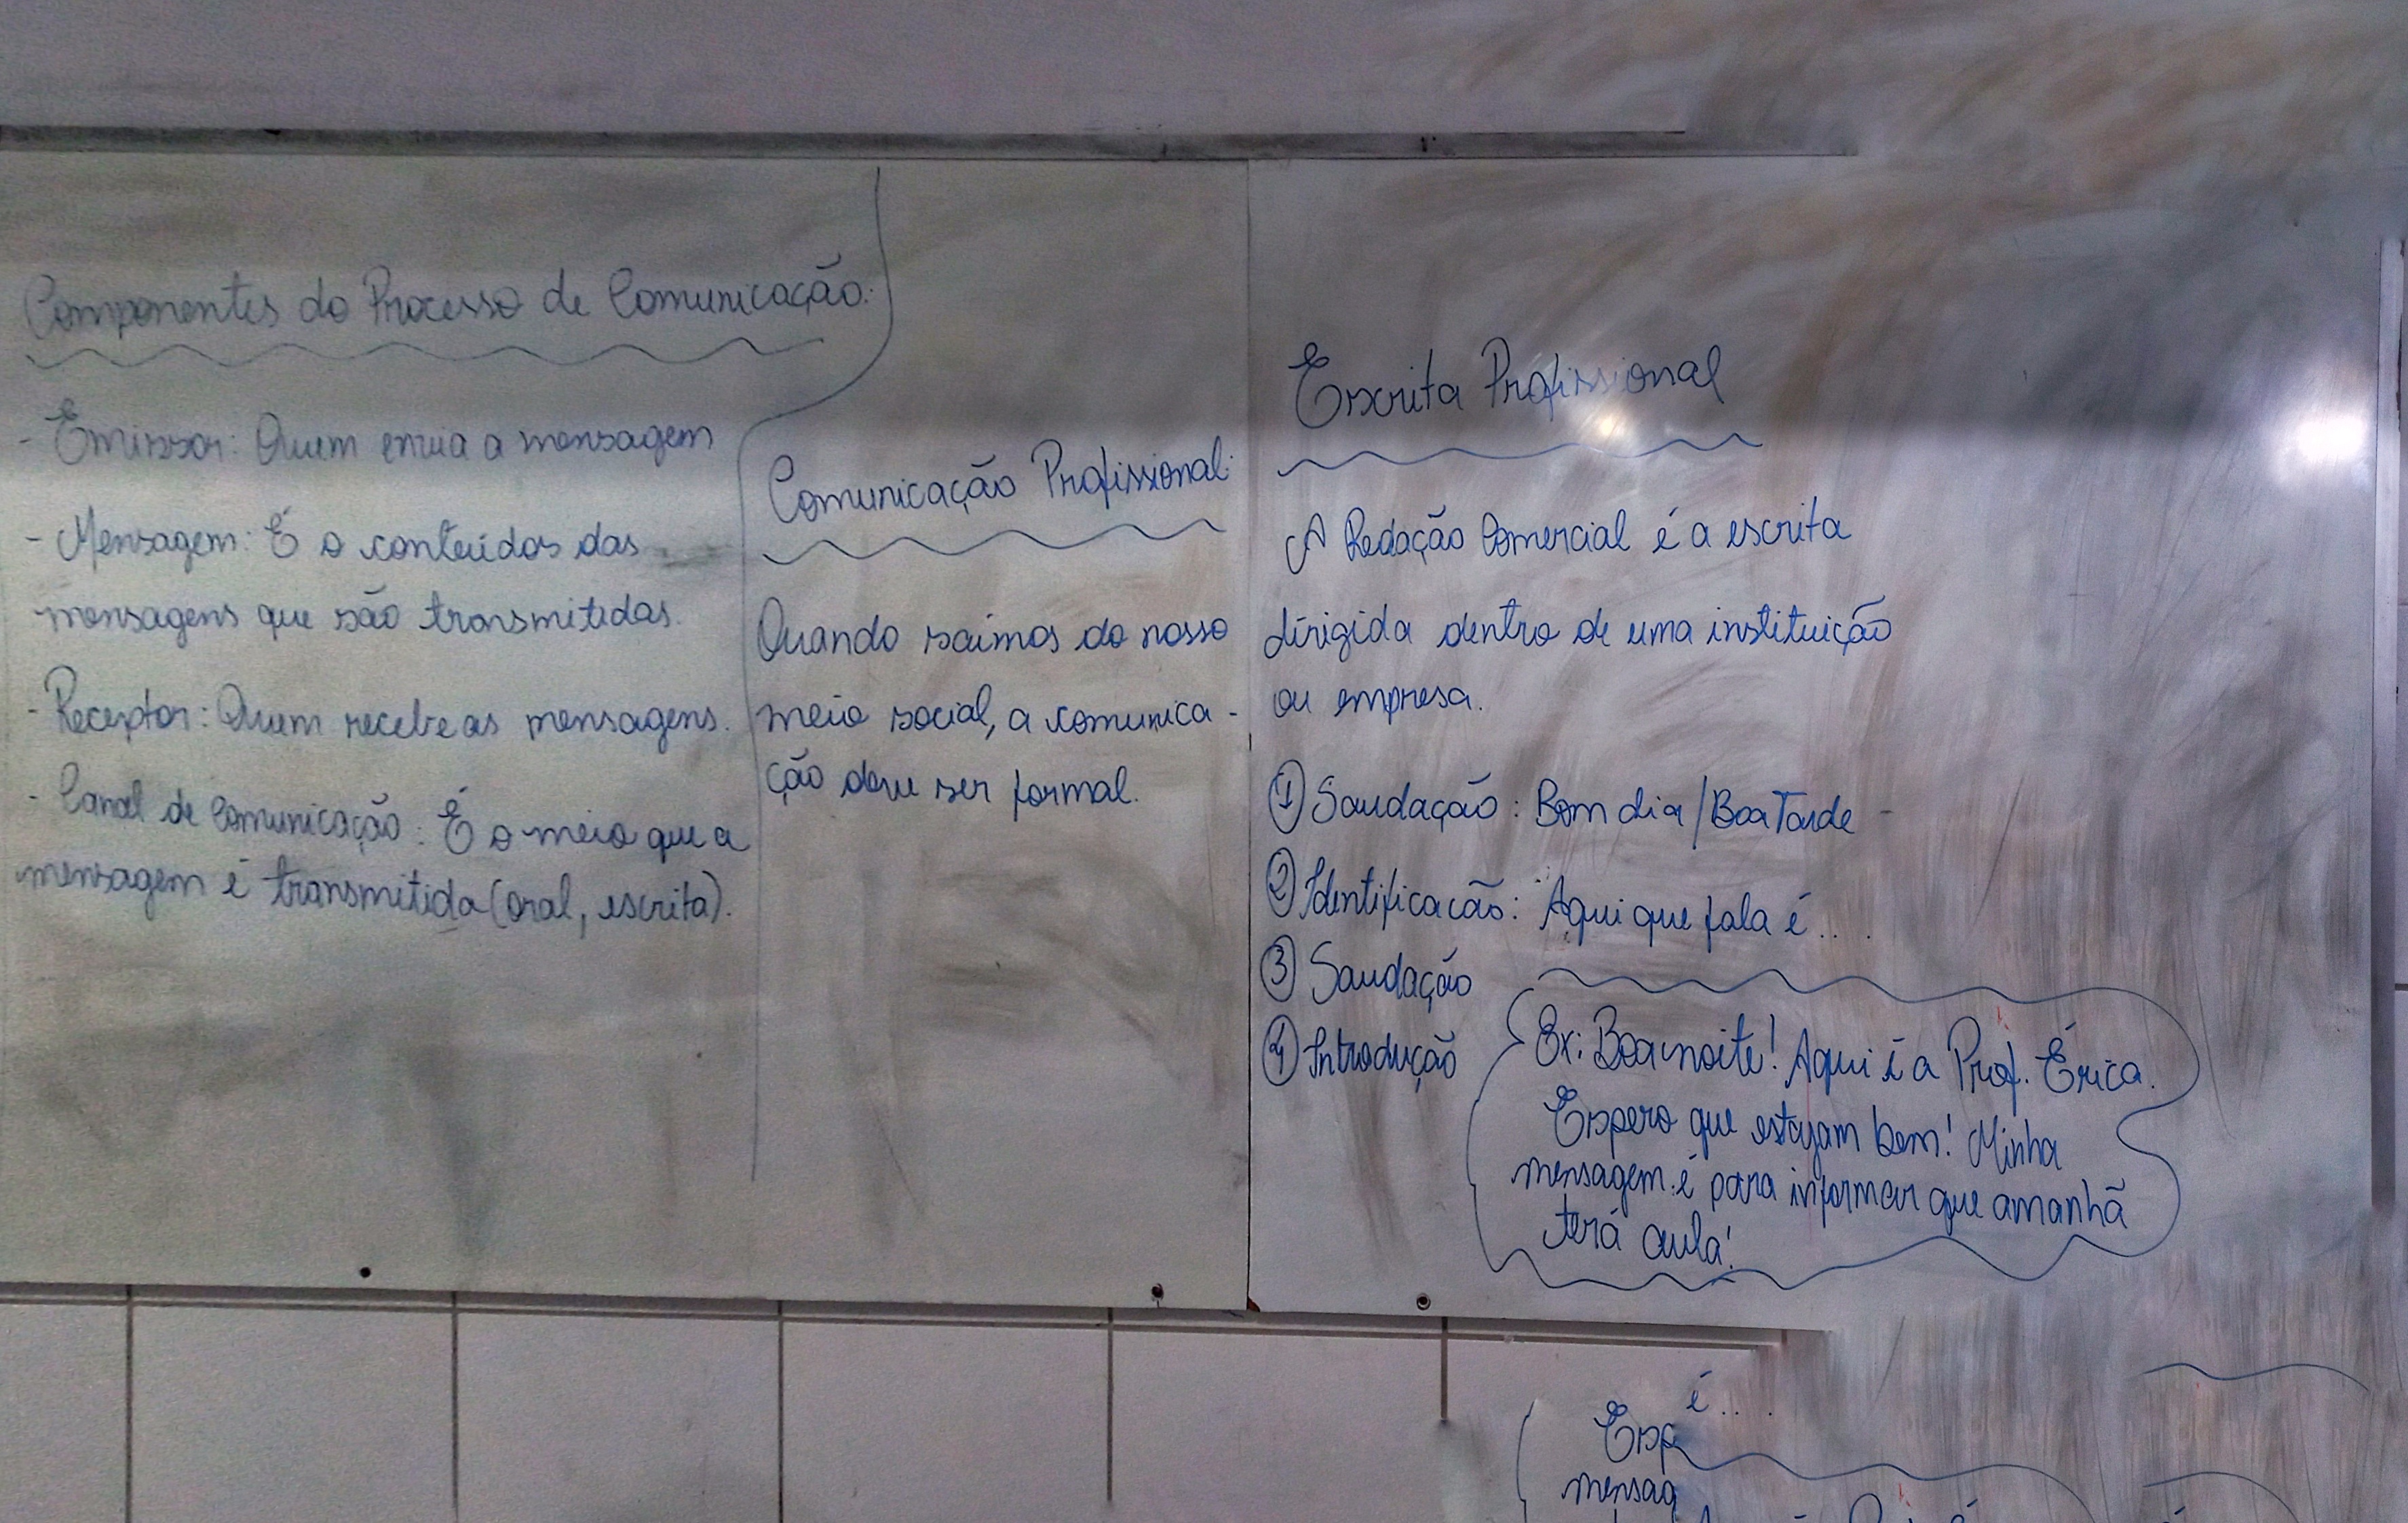 Componentes do Processo de Comunicação:
- Emissor: Quem envia a mensagem
- Mensagem: É o conteúdos das
mensagens que são transmitidas.
- Receptor: Quem recebe as mensagens.
- Canal de Comunicação: É o meio que a
mensagem é transmitida (oral, escrita).
Comunicação Profissional:
Quando saímos do nosso
meio social, a comunica-
ção deve ser formal.
Escrita Profissional
A Redação Comercial é a escrita
dirigida dentro de uma instituição
ou empresa.
① Saudação: Bom dia/Boa Tarde
② Identificacão: Aqui que fala é...
③ Saudação
④ Introdução
Ex: Boa noite! Aqui é a Prof. Érica.
Espero que estejam bem! Minha
mensagem é para informar que amanhã
terá aula!
é....
Esp
mensag